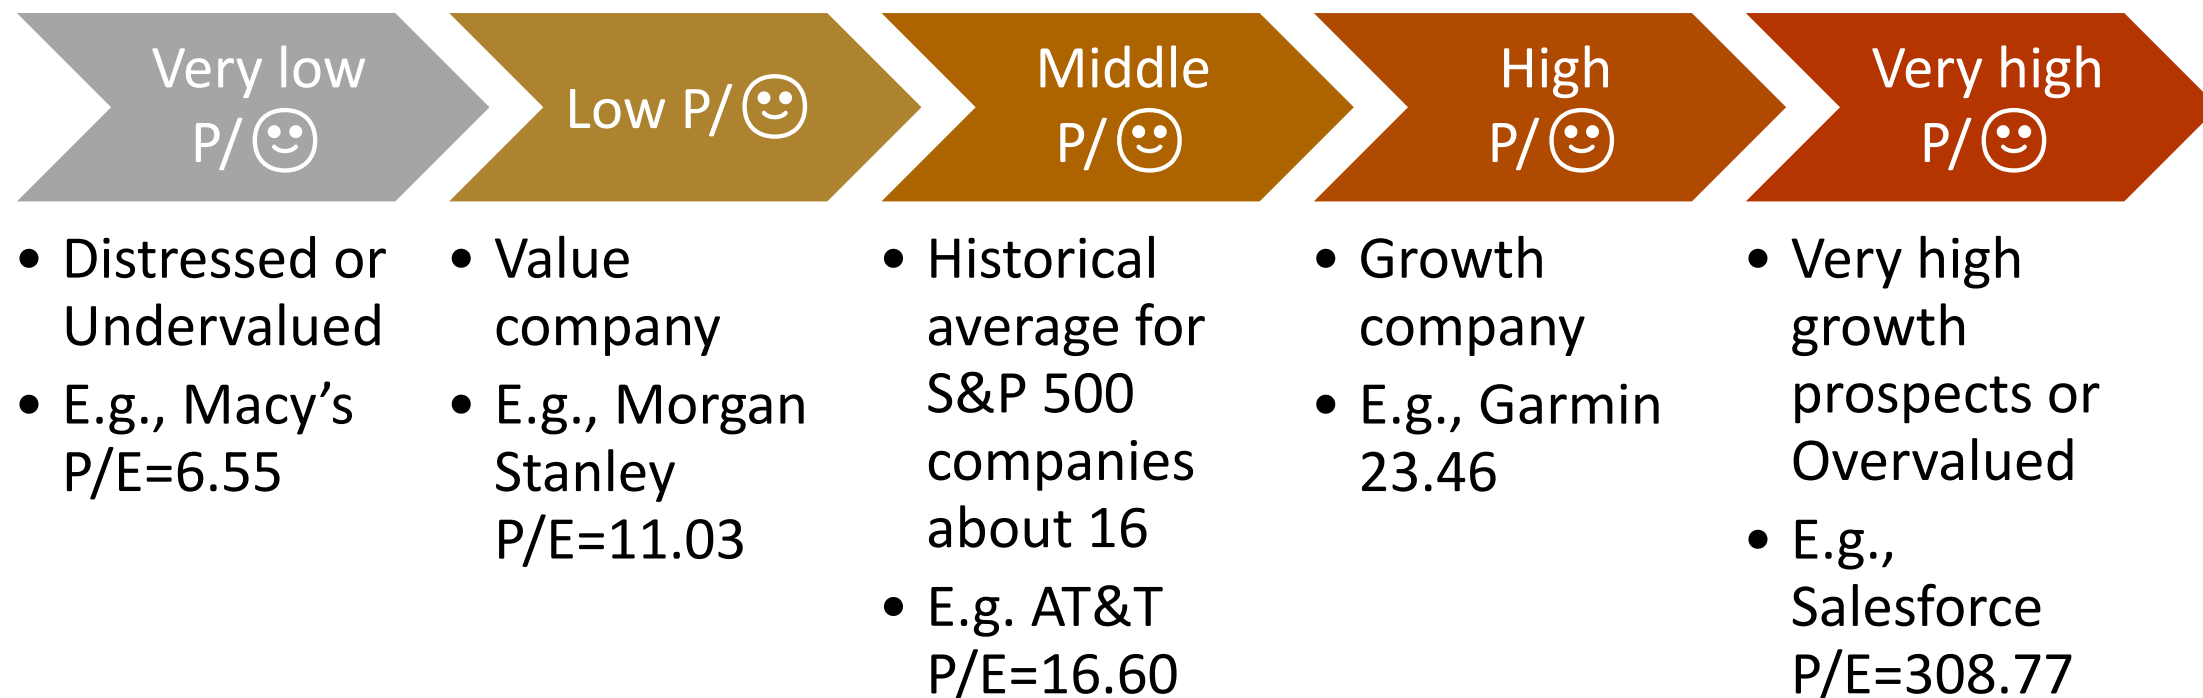 Very low
P/☺
Low P/☺
Middle
P/☺
High
P/☺
Very high
P/☺
• Distressed or
Undervalued
• E.g., Macy’s
P/E=6.55
• Value
company
• E.g., Morgan
Stanley
P/E=11.03
• Historical
average for
S&P 500
companies
about 16
• E.g. AT&T
P/E=16.60
• Growth
company
• E.g., Garmin
23.46
• Very high
growth
prospects or
Overvalued
• E.g.,
Salesforce
P/E=308.77